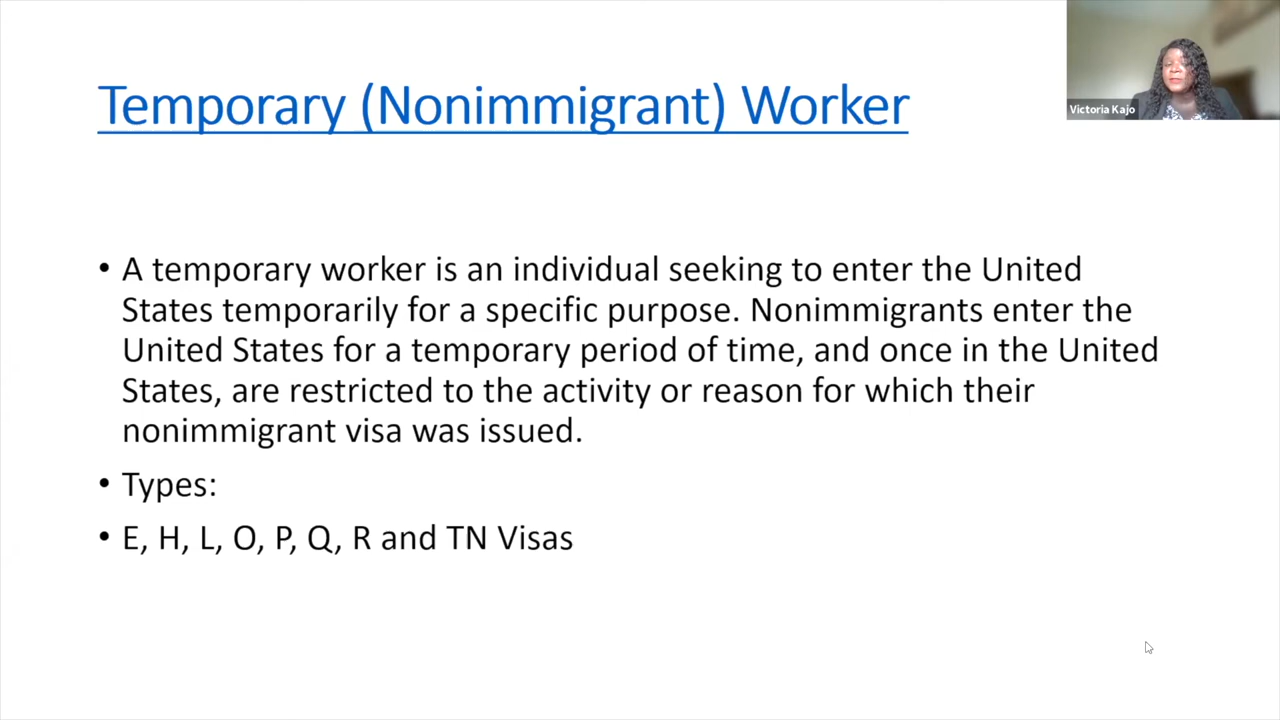 Temporary (Nonimmigrant) Worker
Victoria Kajo
• A temporary worker is an individual seeking to enter the United
States temporarily for a specific purpose. Nonimmigrants enter the
United States for a temporary period of time, and once in the United
States, are restricted to the activity or reason for which their
nonimmigrant visa was issued.
• Types:
• E, H, L, O, P, Q, R and TN Visas